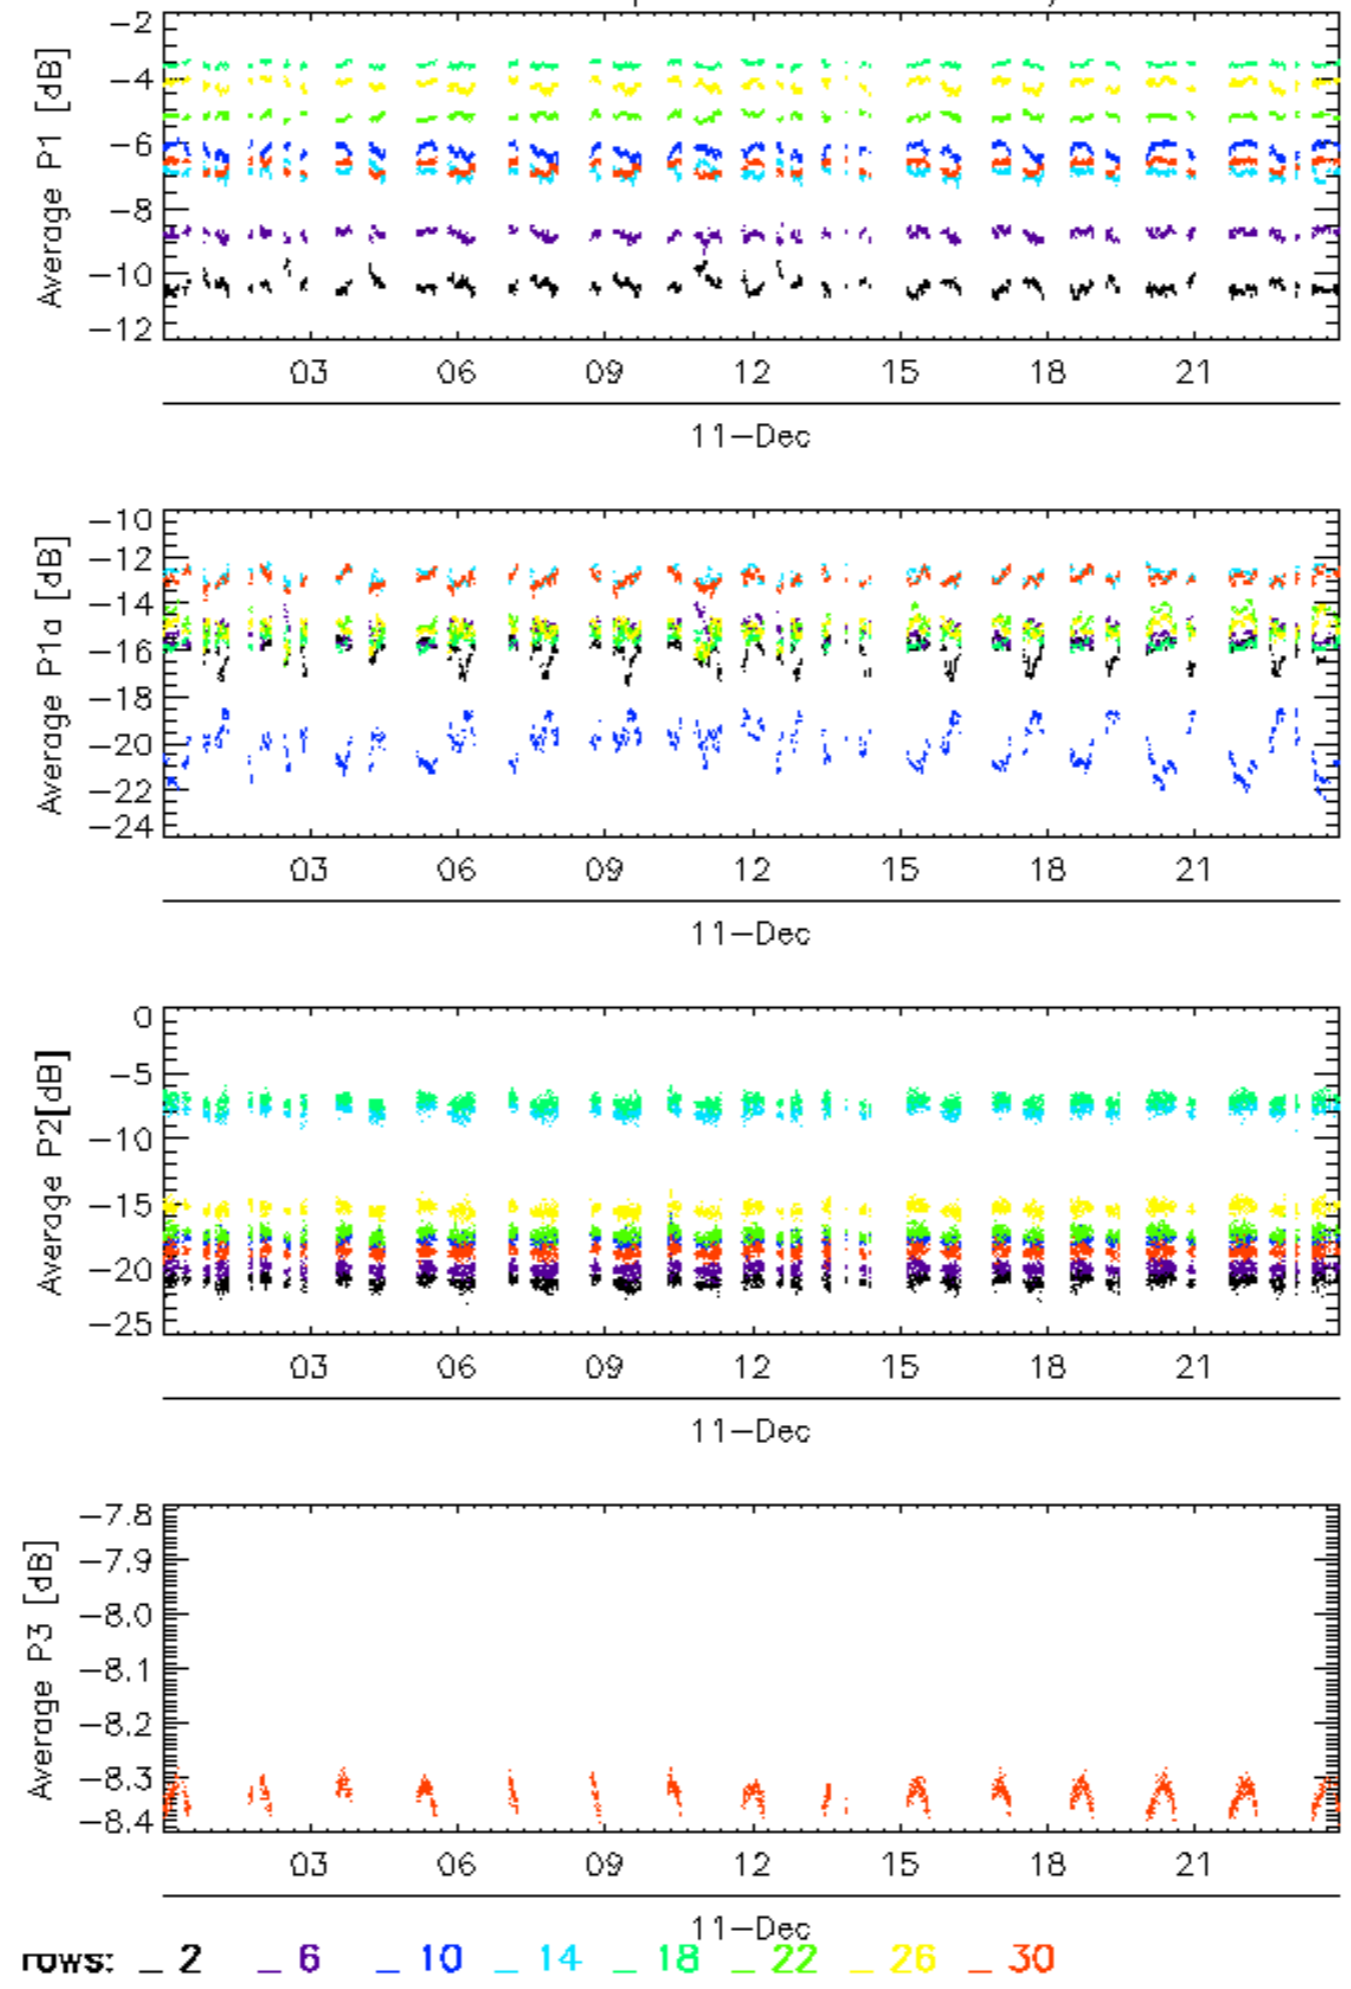 Average P1 [dB]
−2
−4
−6
−8
−10
−12
03 06 09 12 15 18 21
11−Dec
Average P1a [dB]
−10
−12
−14
−16
−18
−20
−22
−24
03 06 09 12 15 18 21
11−Dec
Average P2[dB]
0
−5
−10
−15
−20
−25
03 06 09 12 15 18 21
11−Dec
Average P3 [dB]
−7.8
−7.9
−8.0
−8.1
−8.2
−8.3
−8.4
03 06 09 12 15 18 21
11−Dec
rows: _ 2 _ 6 _ 10 _ 14 _ 18 _ 22 _ 26 _ 30